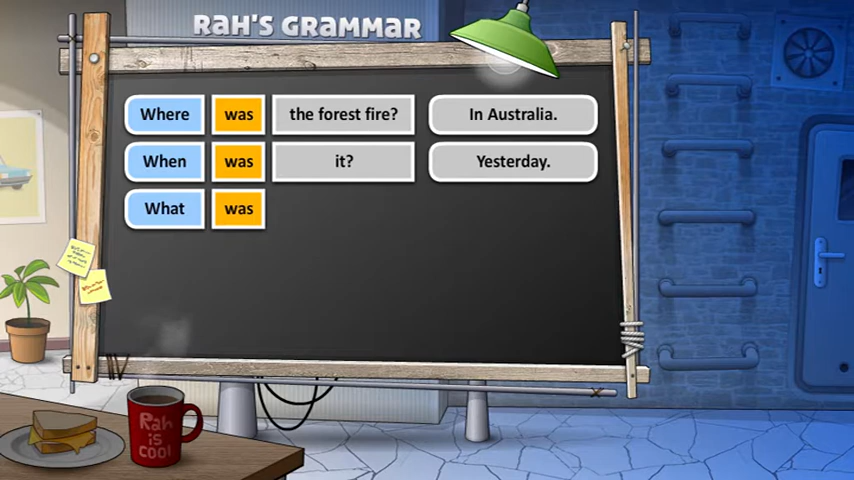 Rah's Grammar
Where was the forest fire? In Australia.
When was it? Yesterday.
What was
Rah
is
cool